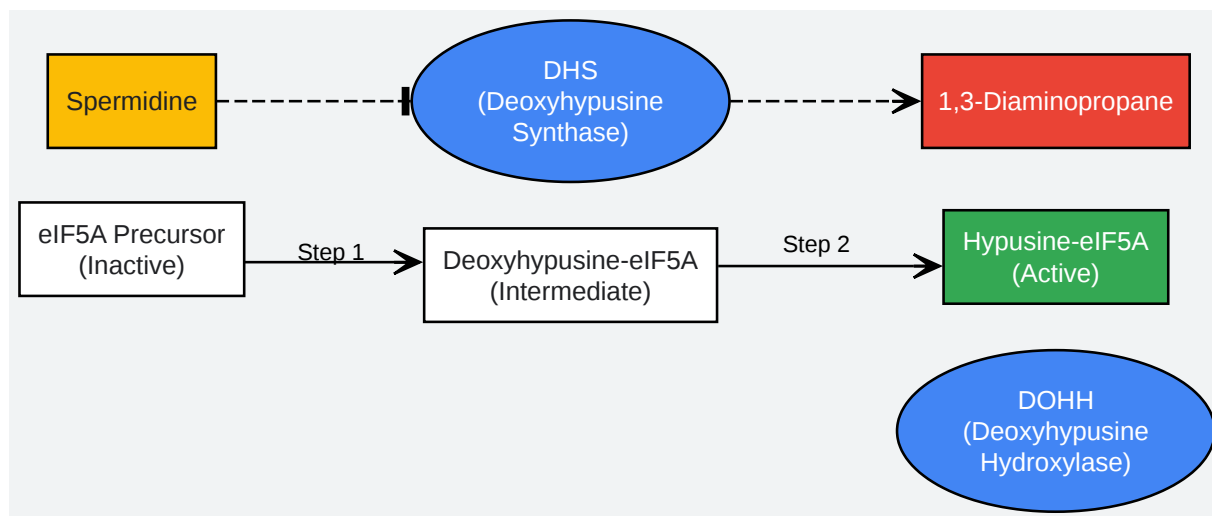 Spermidine
DHS
(Deoxyhypusine
Synthase)
1,3-Diaminopropane
eIF5A Precursor
(Inactive)
Step 1
Deoxyhypusine-eIF5A
(Intermediate)
Step 2
Hypusine-eIF5A
(Active)
DOHH
(Deoxyhypusine
Hydroxylase)